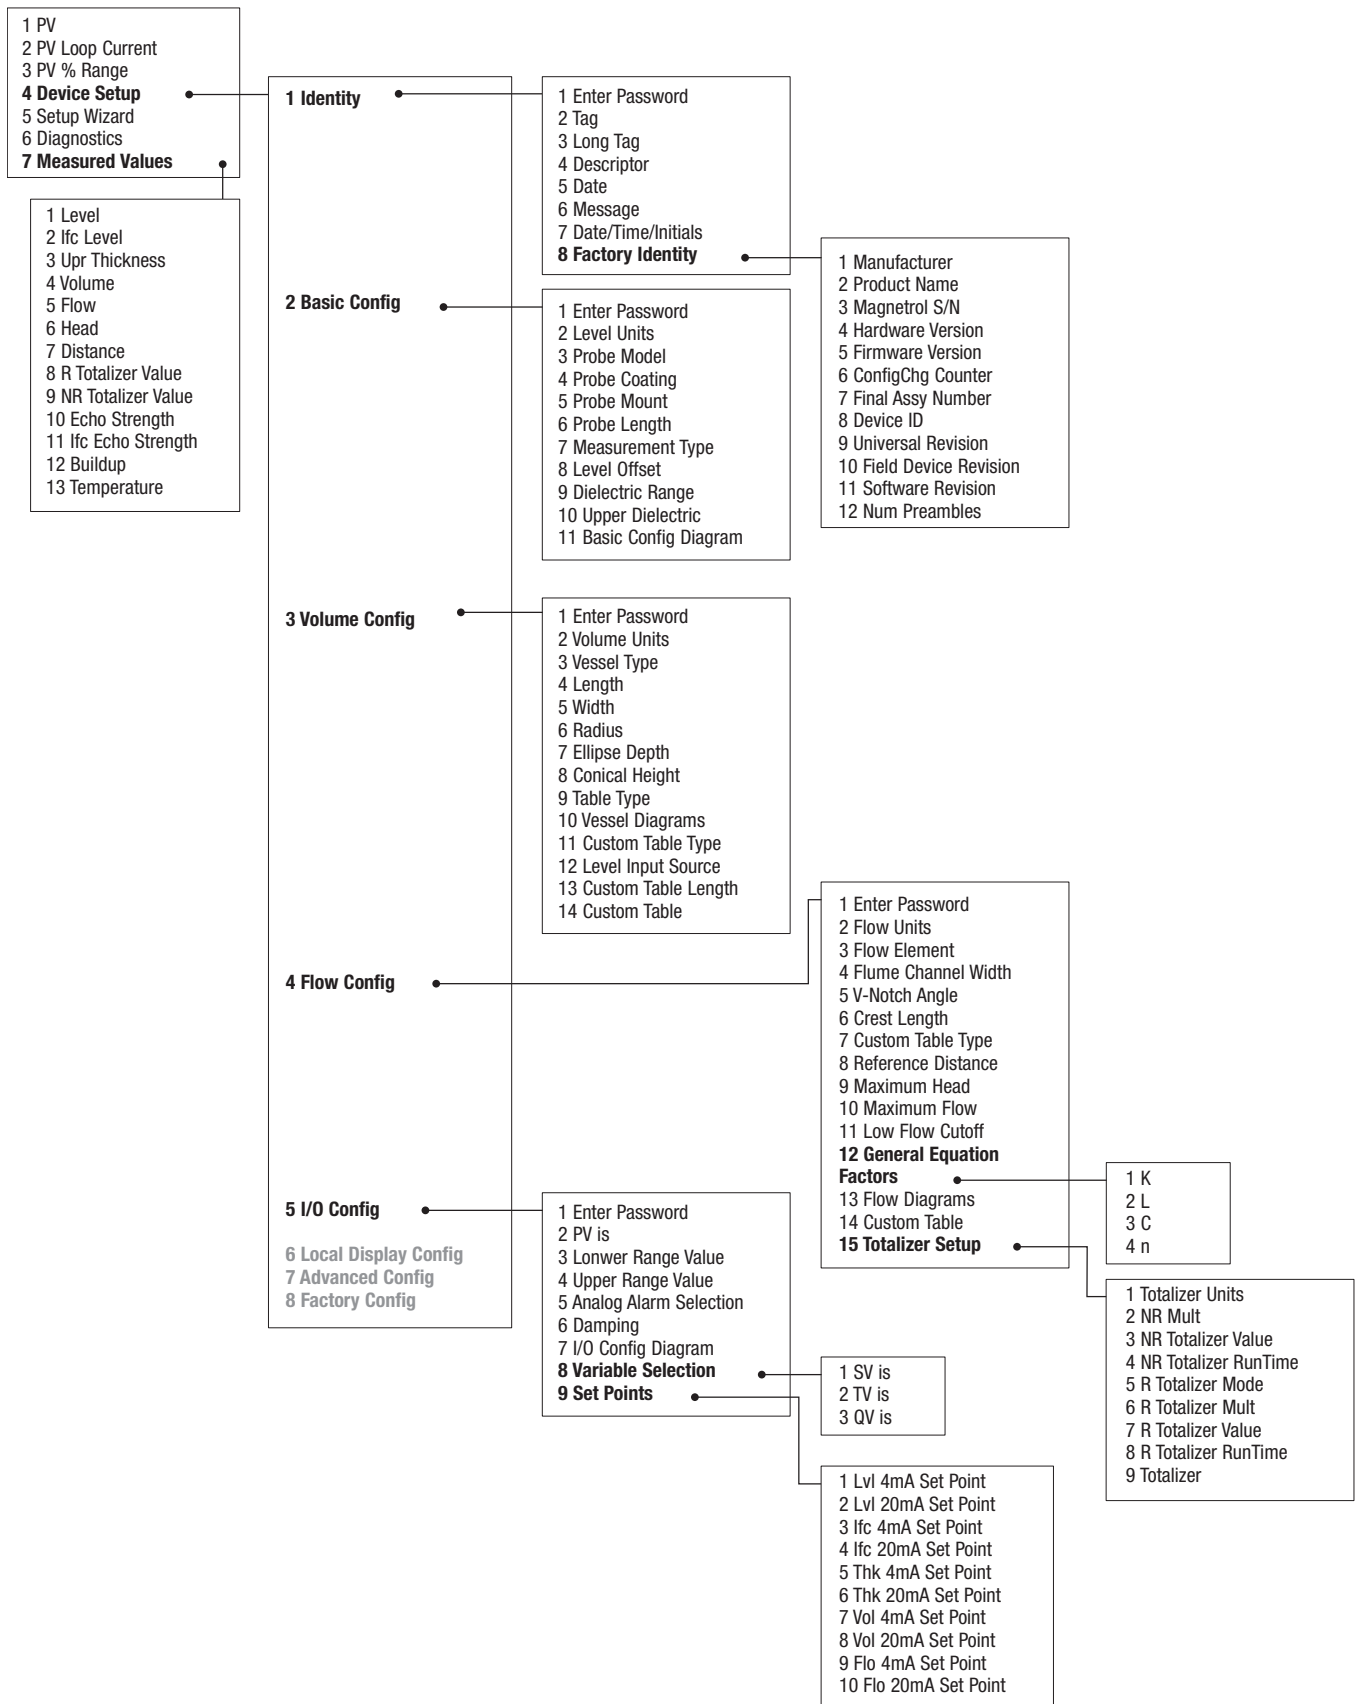 1 PV
2 PV Loop Current
3 PV % Range
4 Device Setup
5 Setup Wizard
6 Diagnostics
7 Measured Values
1 Level
2 Ifc Level
3 Upr Thickness
4 Volume
5 Flow
6 Head
7 Distance
8 R Totalizer Value
9 NR Totalizer Value
10 Echo Strength
11 Ifc Echo Strength
12 Buildup
13 Temperature
1 Identity
2 Basic Config
3 Volume Config
4 Flow Config
5 I/O Config
6 Local Display Config
7 Advanced Config
8 Factory Config
1 Enter Password
2 Tag
3 Long Tag
4 Descriptor
5 Date
6 Message
7 Date/Time/Initials
8 Factory Identity
1 Manufacturer
2 Product Name
3 Magnetrol S/N
4 Hardware Version
5 Firmware Version
6 ConfigChg Counter
7 Final Assy Number
8 Device ID
9 Universal Revision
10 Field Device Revision
11 Software Revision
12 Num Preambles
1 Enter Password
2 Level Units
3 Probe Model
4 Probe Coating
5 Probe Mount
6 Probe Length
7 Measurement Type
8 Level Offset
9 Dielectric Range
10 Upper Dielectric
11 Basic Config Diagram
1 Enter Password
2 Volume Units
3 Vessel Type
4 Length
5 Width
6 Radius
7 Ellipse Depth
8 Conical Height
9 Table Type
10 Vessel Diagrams
11 Custom Table Type
12 Level Input Source
13 Custom Table Length
14 Custom Table
1 Enter Password
2 Flow Units
3 Flow Element
4 Flume Channel Width
5 V-Notch Angle
6 Crest Length
7 Custom Table Type
8 Reference Distance
9 Maximum Head
10 Maximum Flow
11 Low Flow Cutoff
12 General Equation
Factors
13 Flow Diagrams
14 Custom Table
15 Totalizer Setup
1 K
2 L
3 C
4 n
1 Totalizer Units
2 NR Mult
3 NR Totalizer Value
4 NR Totalizer RunTime
5 R Totalizer Mode
6 R Totalizer Mult
7 R Totalizer Value
8 R Totalizer RunTime
9 Totalizer
1 Enter Password
2 PV is
3 Lonwer Range Value
4 Upper Range Value
5 Analog Alarm Selection
6 Damping
7 I/O Config Diagram
8 Variable Selection
9 Set Points
1 SV is
2 TV is
3 QV is
1 Lvl 4mA Set Point
2 Lvl 20mA Set Point
3 Ifc 4mA Set Point
4 Ifc 20mA Set Point
5 Thk 4mA Set Point
6 Thk 20mA Set Point
7 Vol 4mA Set Point
8 Vol 20mA Set Point
9 Flo 4mA Set Point
10 Flo 20mA Set Point